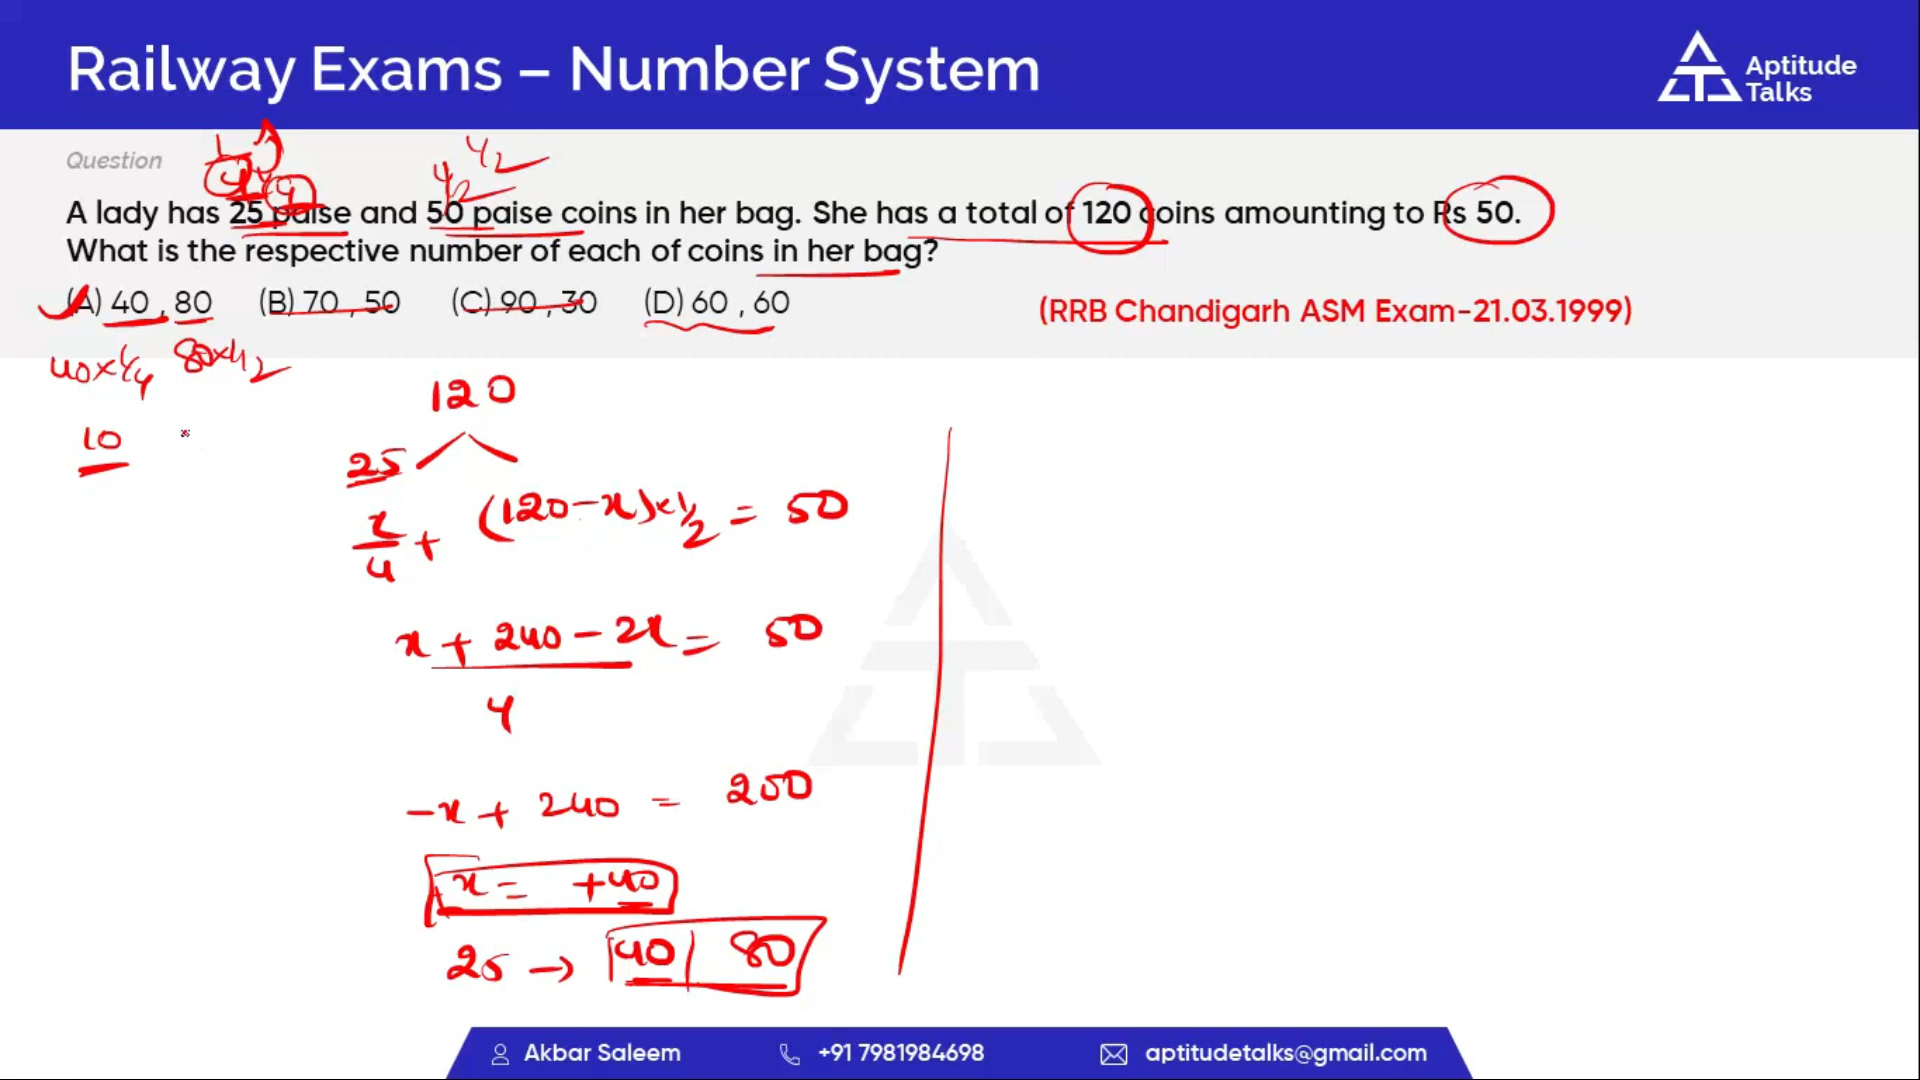 Railway Exams – Number System
Aptitude
Talks
Question
1/2
1/2
A lady has 25 paise and 50 paise coins in her bag. She has a total of 120 coins amounting to Rs 50.
What is the respective number of each of coins in her bag?
(A) 40 , 80 (B) 70 , 50 (C) 90 , 30 (D) 60 , 60
(RRB Chandigarh ASM Exam-21.03.1999)
40×1/4 80×1/2
120
10
25
x/4 + (120-x)×1/2 = 50
x + 240 - 2x = 50
4
-x + 240 = 200
x = +40
25 → 40 80
Akbar Saleem +91 7981984698 aptitudetalks@gmail.com